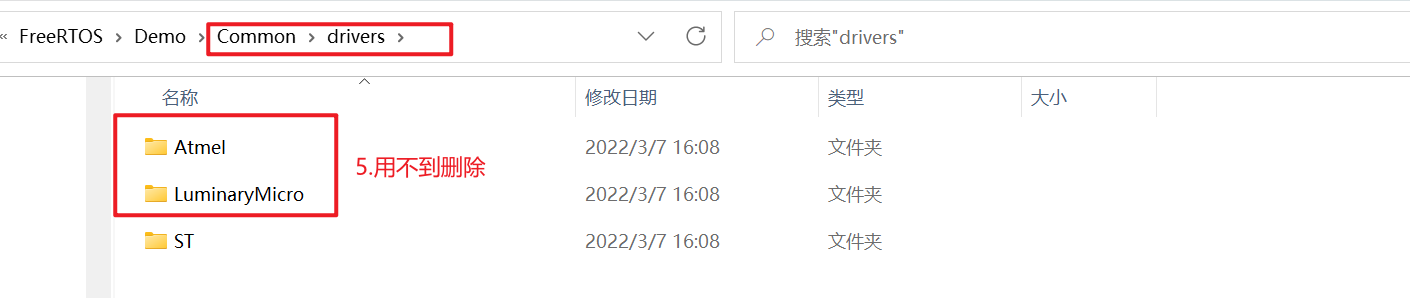 « FreeRTOS > Demo > Common > drivers >
搜索"drivers"
名称 修改日期 类型 大小
Atmel 2022/3/7 16:08 文件夹
5.用不到删除
LuminaryMicro 2022/3/7 16:08 文件夹
ST 2022/3/7 16:08 文件夹